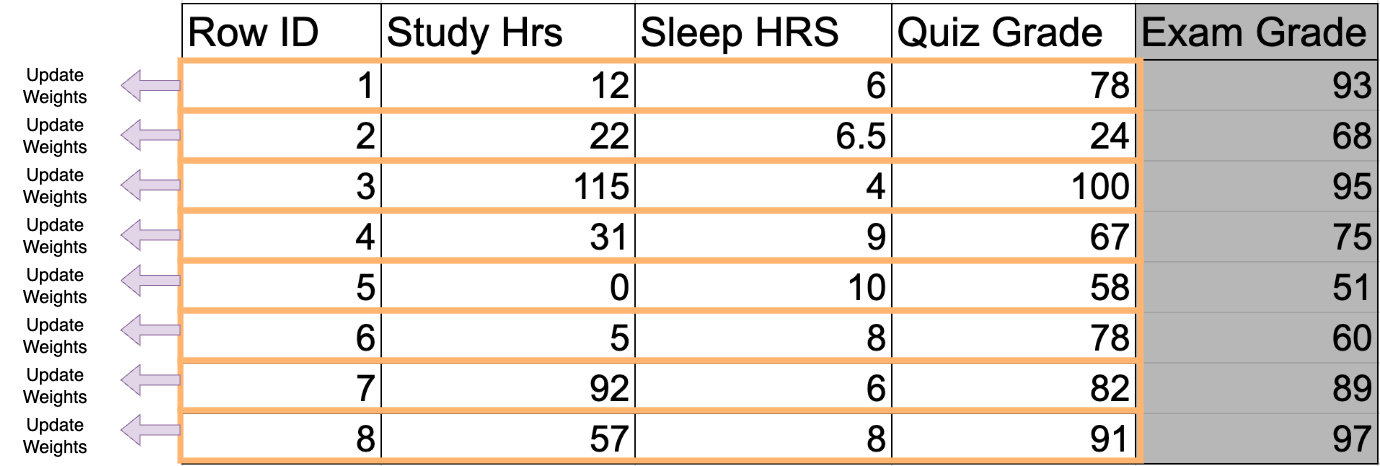 Row ID Study Hrs Sleep HRS Quiz Grade Exam Grade
Update
Weights
1 12 6 78 93
Update
Weights
2 22 6.5 24 68
Update
Weights
3 115 4 100 95
Update
Weights
4 31 9 67 75
Update
Weights
5 0 10 58 51
Update
Weights
6 5 8 78 60
Update
Weights
7 92 6 82 89
Update
Weights
8 57 8 91 97